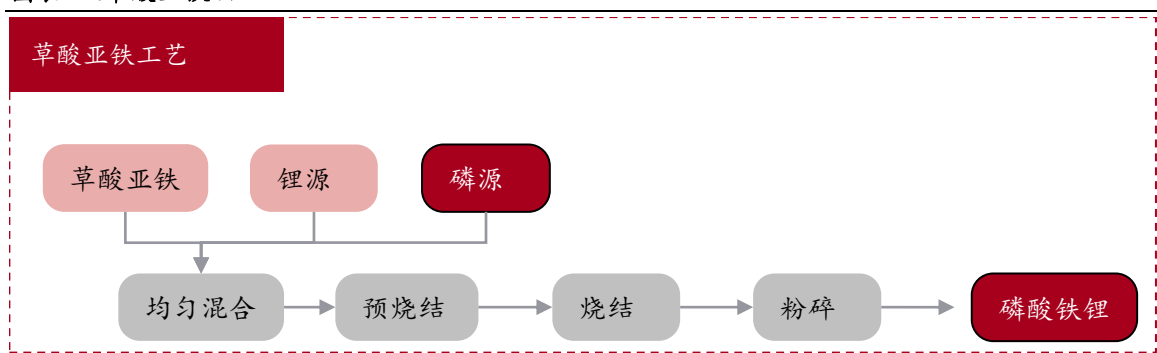 草酸亚铁工艺
草酸亚铁
锂源
磷源
均匀混合
预烧结
烧结
粉碎
磷酸铁锂